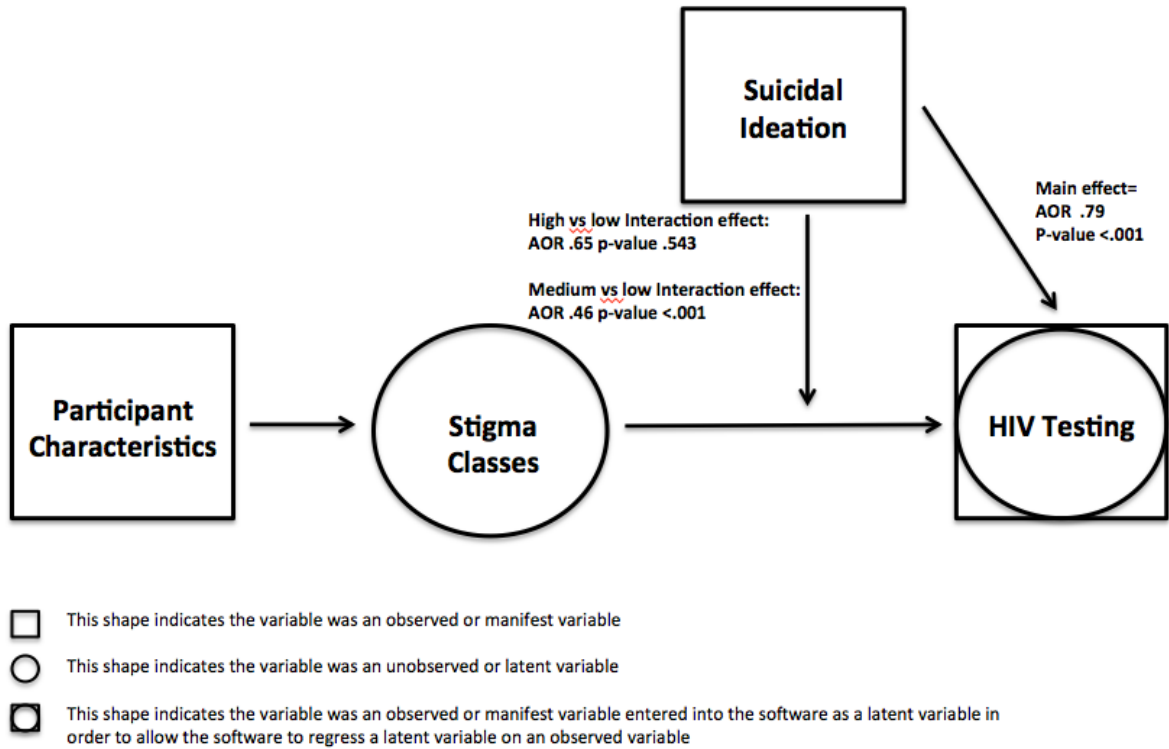 Suicidal
Ideation
Main effect=
AOR .79
P-value <.001
High vs low Interaction effect:
AOR .65 p-value .543
Medium vs low Interaction effect:
AOR .46 p-value <.001
Participant
Characteristics
Stigma
Classes
HIV Testing
This shape indicates the variable was an observed or manifest variable
This shape indicates the variable was an unobserved or latent variable
This shape indicates the variable was an observed or manifest variable entered into the software as a latent variable in
order to allow the software to regress a latent variable on an observed variable